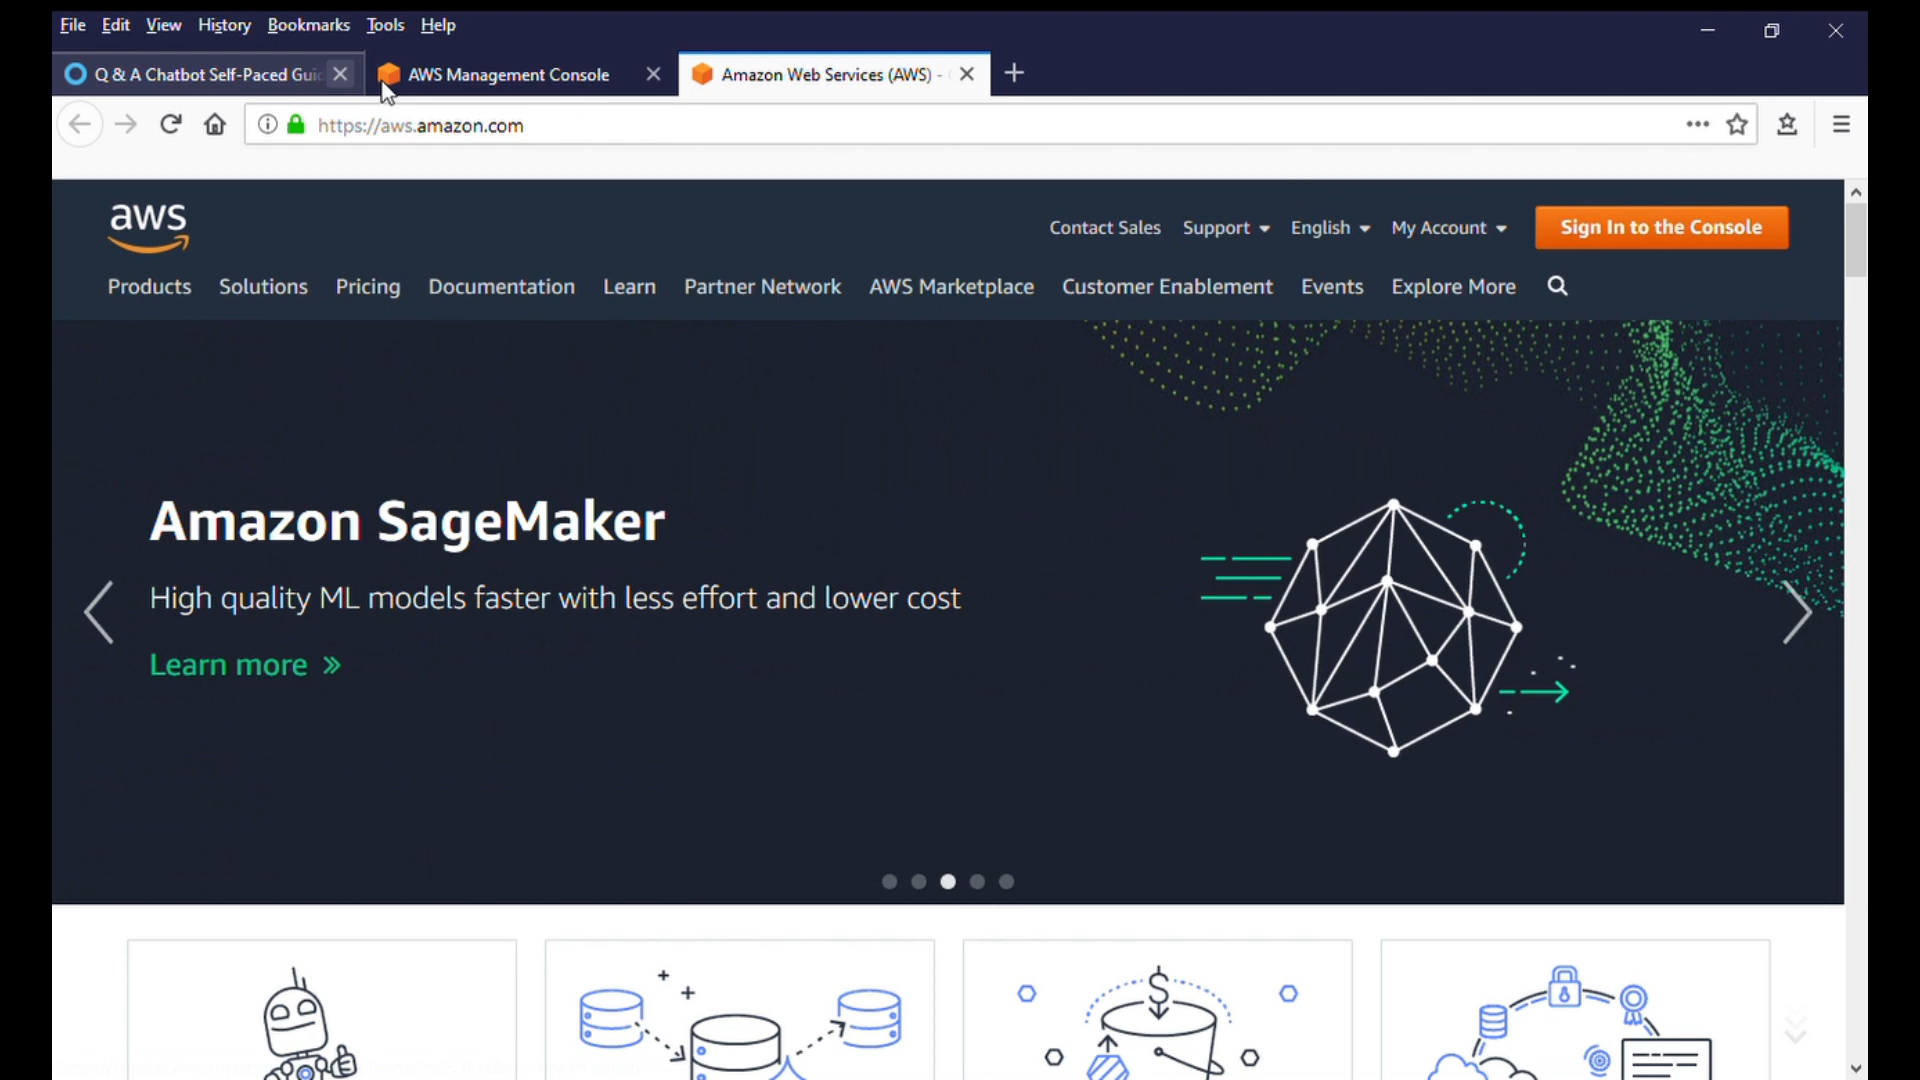 File Edit View History Bookmarks Tools Help
Q & A Chatbot Self-Paced Gui
AWS Management Console
Amazon Web Services (AWS) -
https://aws.amazon.com
aws
Contact Sales Support English My Account Sign In to the Console
Products Solutions Pricing Documentation Learn Partner Network AWS Marketplace Customer Enablement Events Explore More
Amazon SageMaker
High quality ML models faster with less effort and lower cost
Learn more »